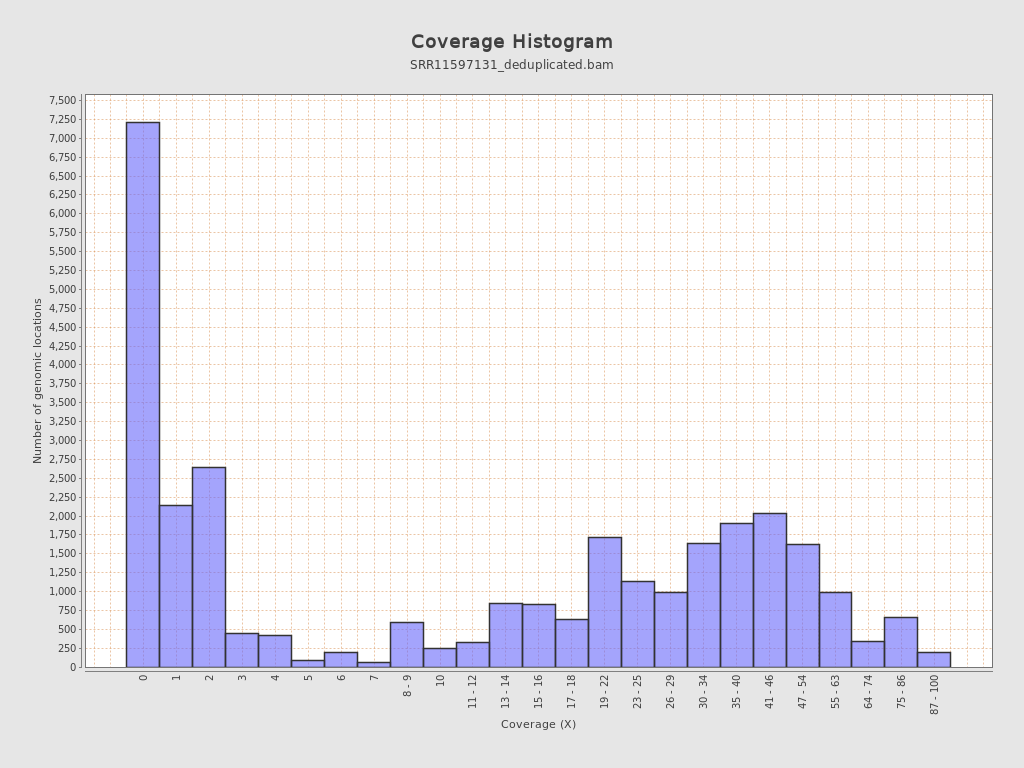 Coverage Histogram
SRR11597131_deduplicated.bam
7,500
7,250
7,000
6,750
6,500
6,250
6,000
5,750
5,500
5,250
5,000
4,750
4,500
4,250
4,000
3,750
3,500
3,250
3,000
2,750
2,500
2,250
2,000
1,750
1,500
1,250
1,000
750
500
250
0
Number of genomic locations
0
1
2
3
4
5
6
7
8 - 9
10
11 - 12
13 - 14
15 - 16
17 - 18
19 - 22
23 - 25
26 - 29
30 - 34
35 - 40
41 - 46
47 - 54
55 - 63
64 - 74
75 - 86
87 - 100
Coverage (X)